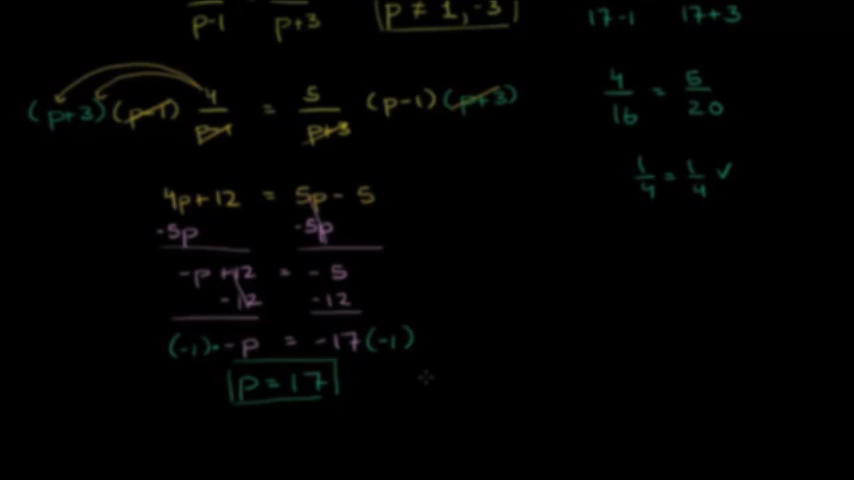 p-1 p+3 p ≠ 1, -3
17-1 17+3
(p+3) (p-1) 4/p-1 = 5/p+3 (p-1) (p+3)
4/16 = 5/20
1/4 = 1/4 ✓
4p+12 = 5p - 5
-5p -5p
-p +12 = - 5
-12 -12
(-1)· -p = -17 (-1)
p = 17